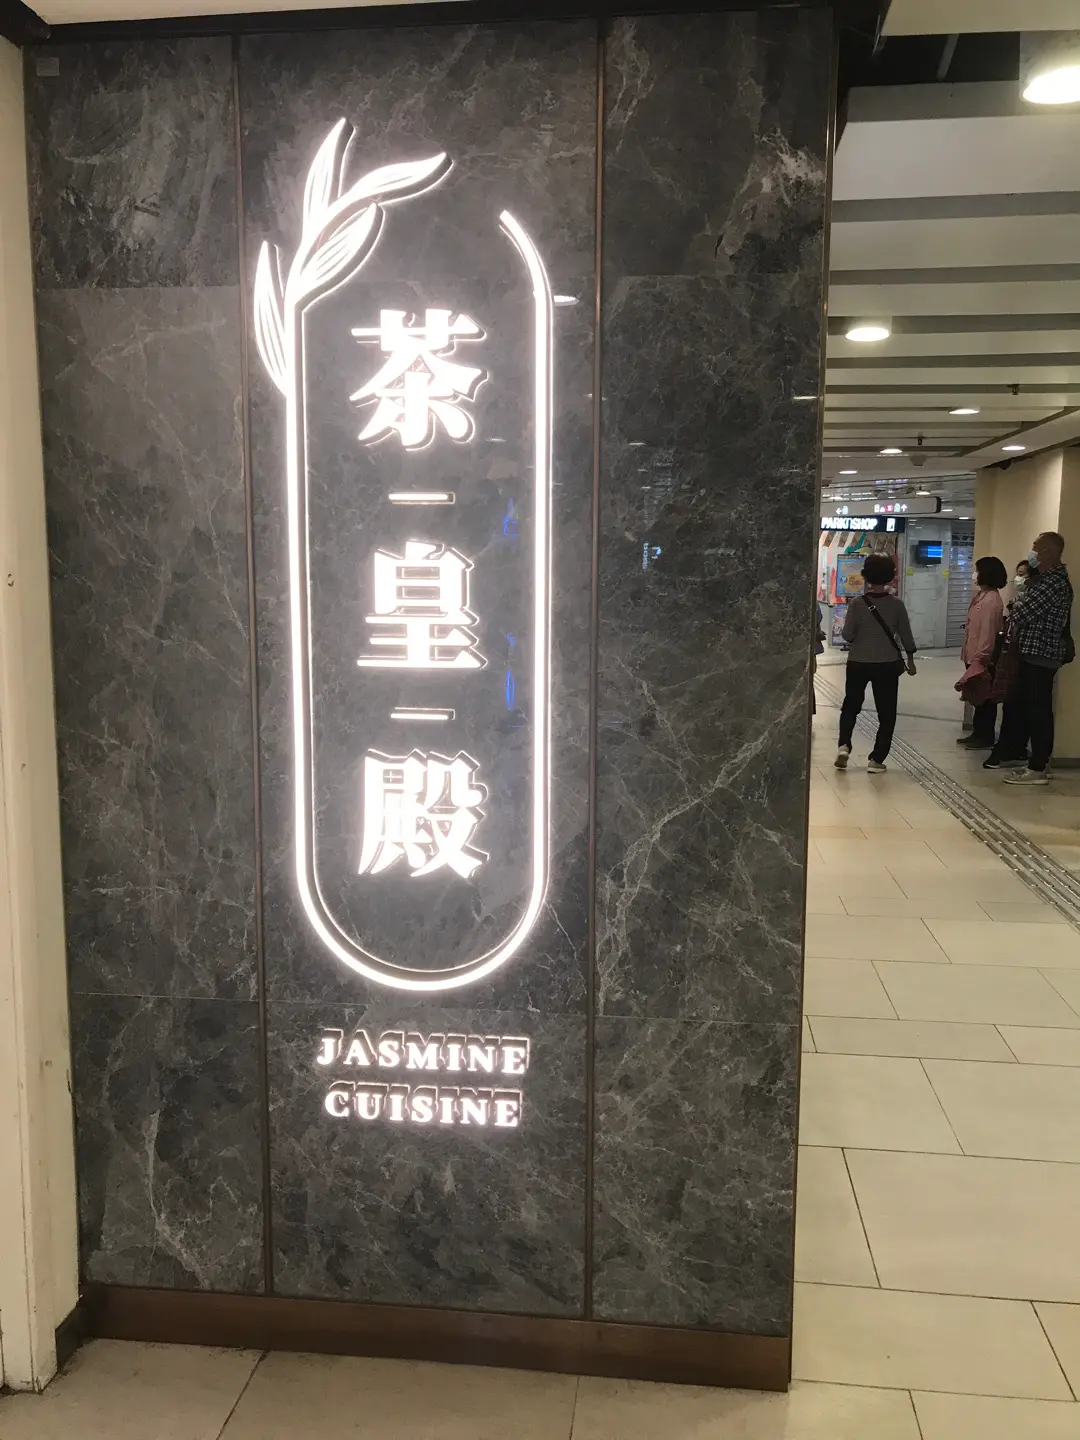 茶
皇
殿
JASMINE
CUISINE
PARKnSHOP